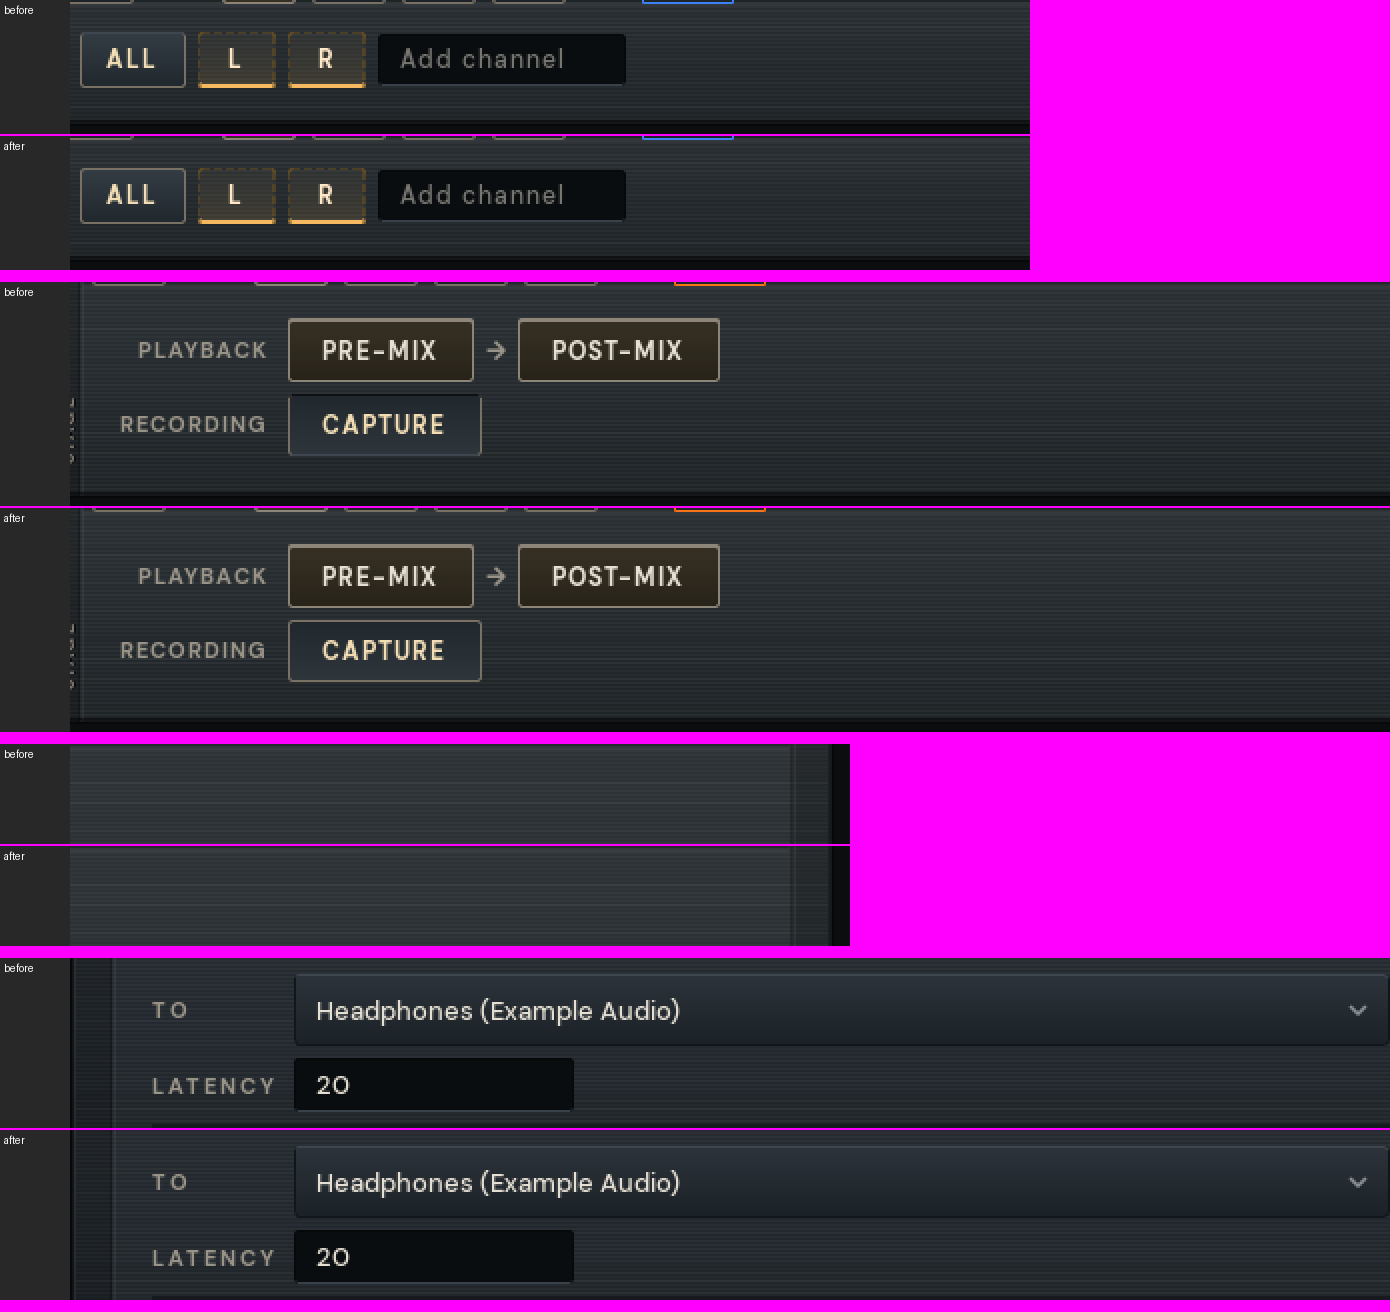 before
ALL L R Add channel
after
ALL L R Add channel
before
PLAYBACK PRE-MIX → POST-MIX
RECORDING CAPTURE
after
PLAYBACK PRE-MIX → POST-MIX
RECORDING CAPTURE
before
after
before
TO Headphones (Example Audio)
LATENCY 20
after
TO Headphones (Example Audio)
LATENCY 20